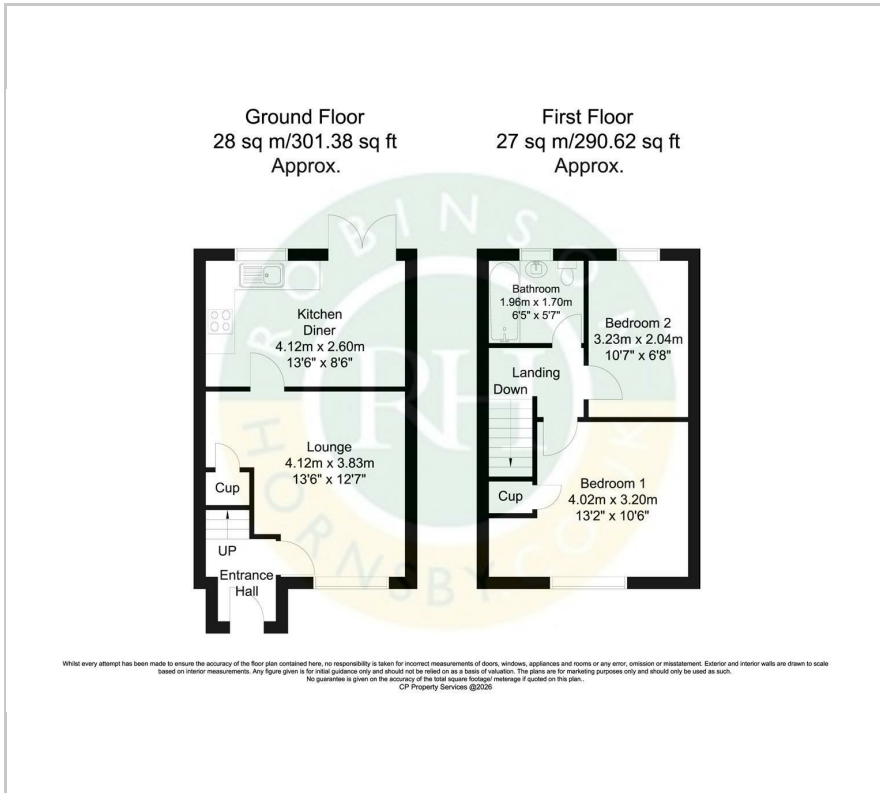 Ground Floor
28 sq m/301.38 sq ft
Approx.
First Floor
27 sq m/290.62 sq ft
Approx.
Kitchen
Diner
4.12m x 2.60m
13'6" x 8'6"
Lounge
4.12m x 3.83m
13'6" x 12'7"
Cup
UP
Entrance
Hall
Bathroom
1.96m x 1.70m
6'5" x 5'7"
Bedroom 2
3.23m x 2.04m
10'7" x 6'8"
Landing
Down
Cup
Bedroom 1
4.02m x 3.20m
13'2" x 10'6"
ROBINSON
RH
HORNSBY
Whilst every attempt has been made to ensure the accuracy of the floor plan contained here, no responsibility is taken for incorrect measurements of doors, windows, appliances and rooms or any error, omission or misstatement. Exterior and interior walls are drawn to scale
based on interior measurements. Any figure given is for initial guidance only and should not be relied on as a basis of valuation. The plans are for marketing purposes only and should only be used as such.
No guarantee is given on the accuracy of the total square footage/ meterage if quoted on this plan..
CP Property Services @2026